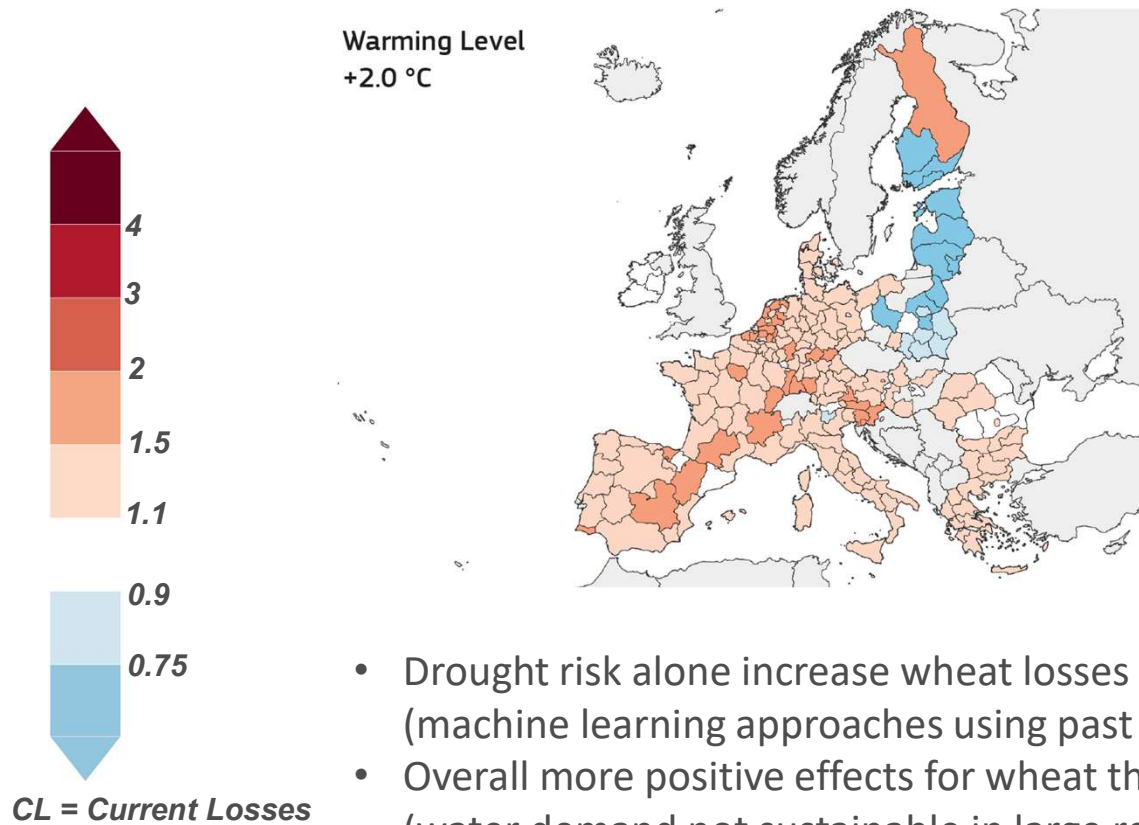 Warming Level
+2.0 °C
4
3
2
1.5
1.1
0.9
0.75
CL = Current Losses
• Drought risk alone increase wheat losses
(machine learning approaches using past
• Overall more positive effects for wheat th